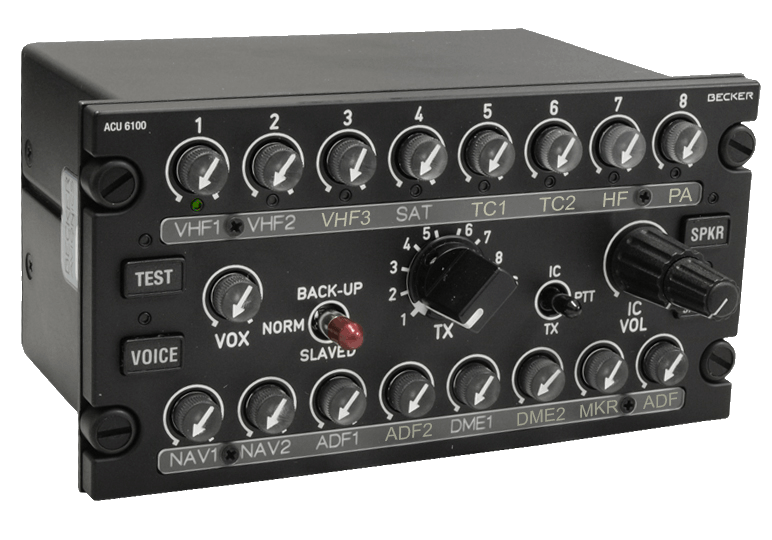 ACU 6100
BECKER
1 2 3 4 5 6 7 8
VHF1 VHF2 VHF3 SAT TC1 TC2 HF PA
SPKR
TEST
VOX
BACK-UP
NORM
SLAVED
1 2 3 4 5 6 7 8
TX
IC
PTT
TX
IC
VOL
VOICE
NAV1 NAV2 ADF1 ADF2 DME1 DME2 MKR ADF